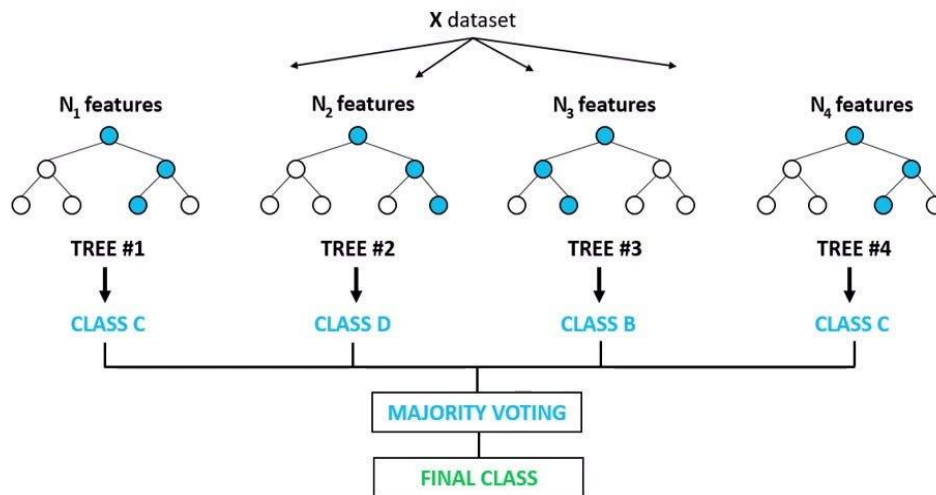 X dataset
N₁ features
N₂ features
N₃ features
N₄ features
TREE #1
TREE #2
TREE #3
TREE #4
CLASS C
CLASS D
CLASS B
CLASS C
MAJORITY VOTING
FINAL CLASS